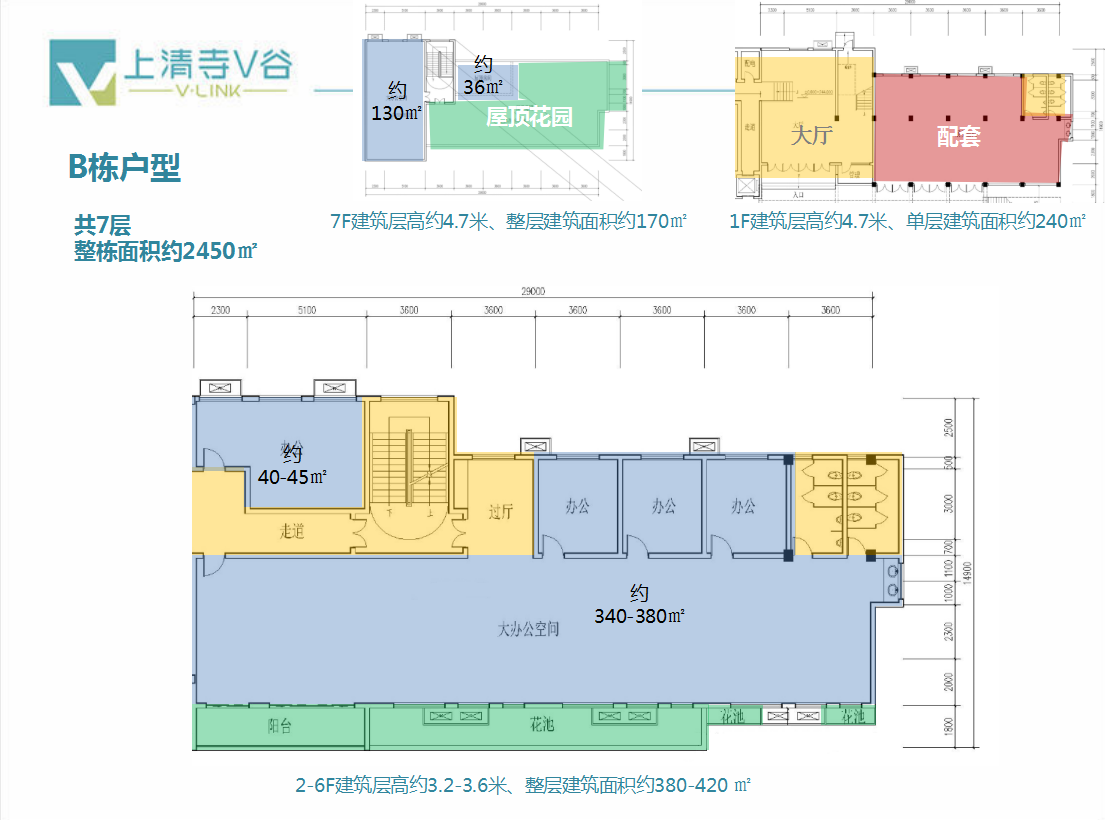 上清寺V谷
V·LINK
B栋户型
共7层
整栋面积约2450㎡
约
130㎡
约
36㎡
屋顶花园
7F建筑层高约4.7米、整层建筑面积约170㎡
配电
走道
大厅
大厅
配套
入口
1F建筑层高约4.7米、单层建筑面积约240㎡
29000
2300
5100
3600
3600
3600
3600
3600
3600
办公
约
40-45㎡
走道
下
上
过厅
办公
办公
办公
约
340-380㎡
大办公空间
阳台
花池
花池
花池
2500
500
3000
700
1100
1000
2300
2000
1800
14900
2-6F建筑层高约3.2-3.6米、整层建筑面积约380-420 ㎡